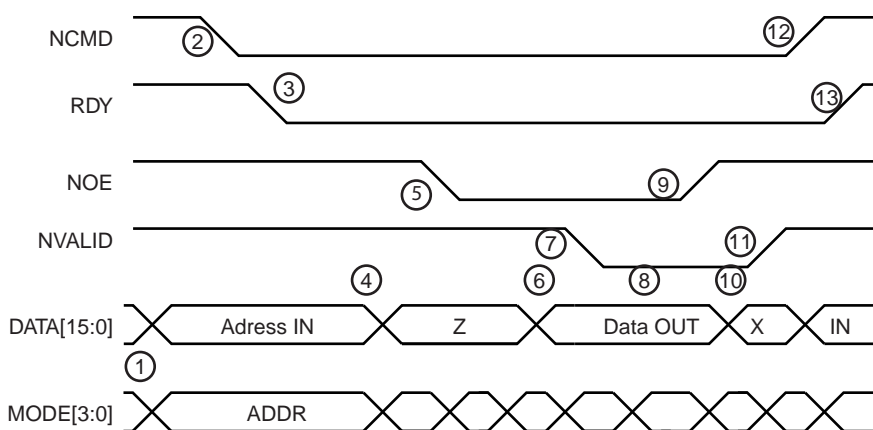 NCMD 2 12
RDY 3 13
NOE 5 9
NVALID 7 11
4 6 8 10
DATA[15:0] Adress IN Z Data OUT X IN
1
MODE[3:0] ADDR